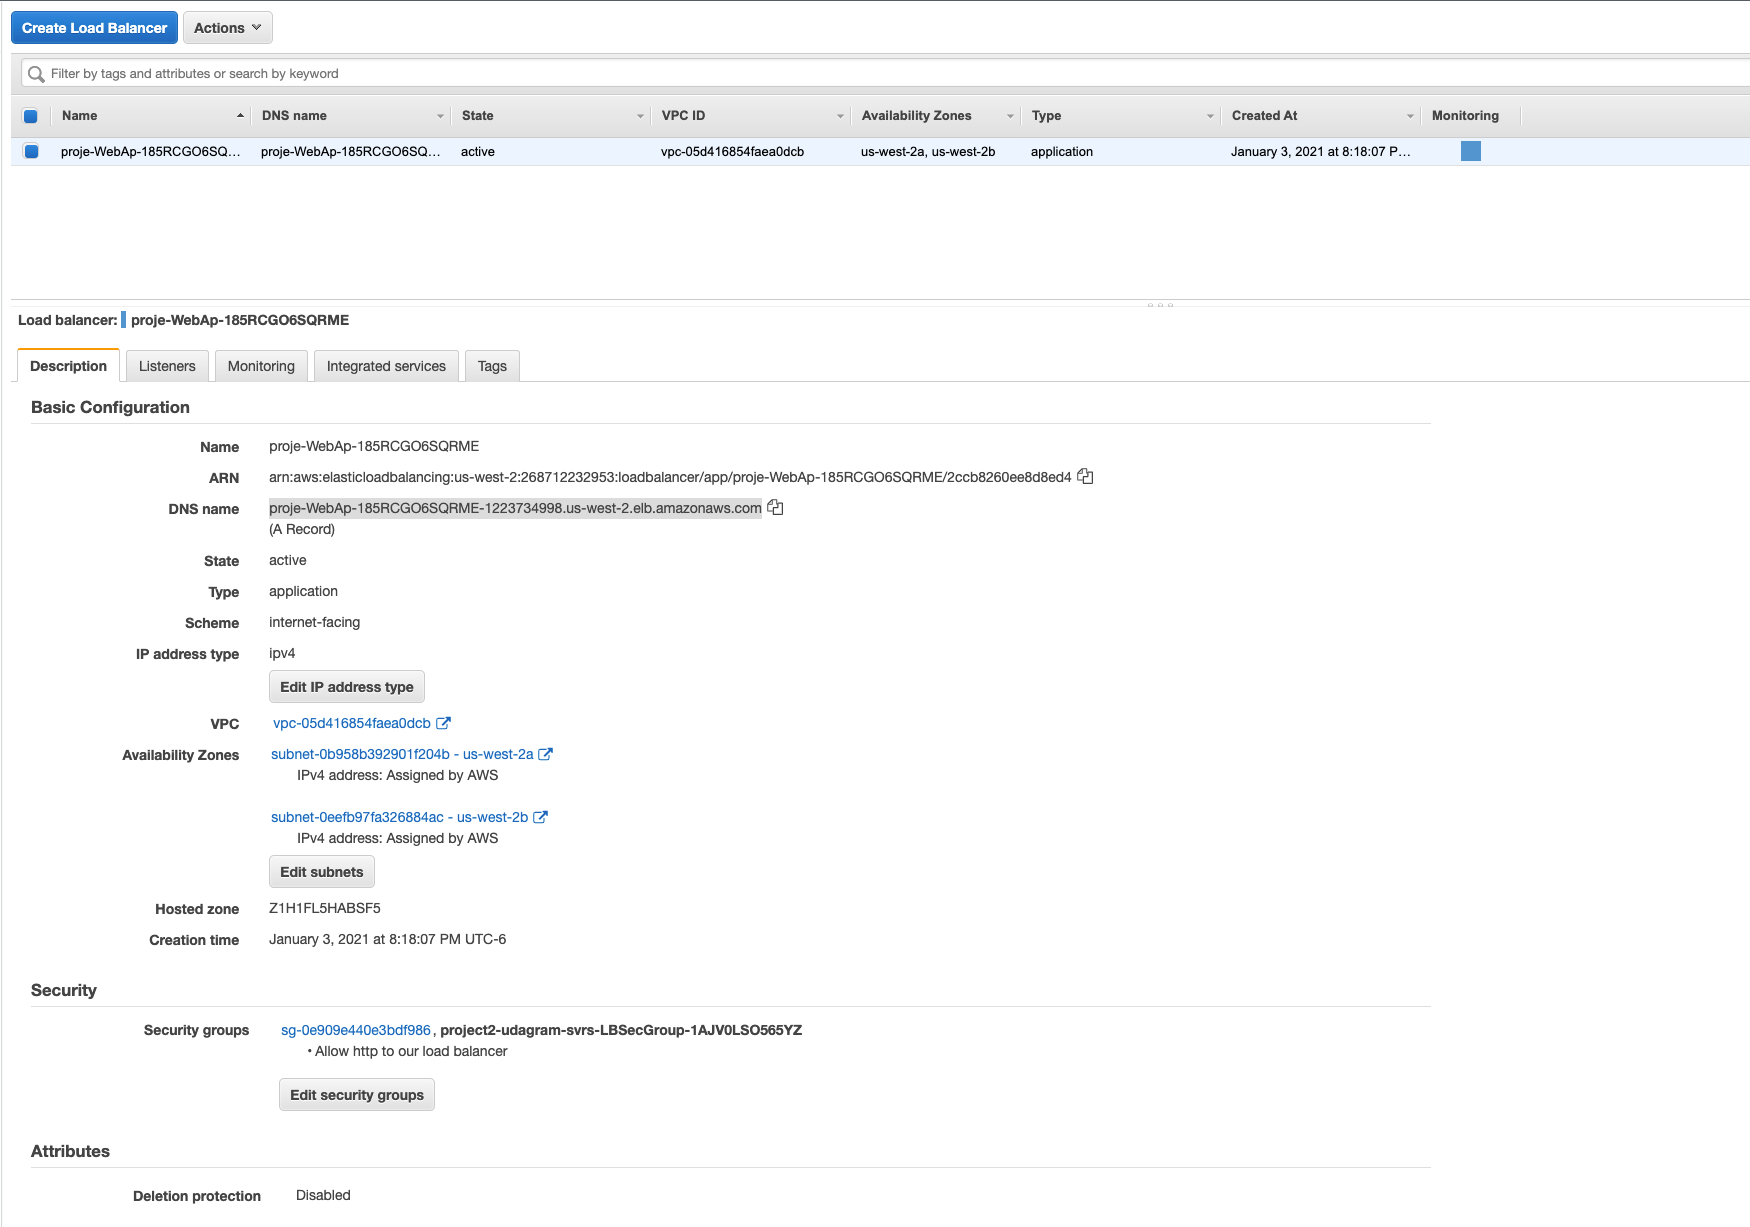 Create Load Balancer Actions
Filter by tags and attributes or search by keyword
Name DNS name State VPC ID Availability Zones Type Created At Monitoring
proje-WebAp-185RCGO6SQ... proje-WebAp-185RCGO6SQ... active vpc-05d416854faea0dcb us-west-2a, us-west-2b application January 3, 2021 at 8:18:07 P...
Load balancer: proje-WebAp-185RCGO6SQRME
Description Listeners Monitoring Integrated services Tags
Basic Configuration
Name proje-WebAp-185RCGO6SQRME
ARN arn:aws:elasticloadbalancing:us-west-2:268712232953:loadbalancer/app/proje-WebAp-185RCGO6SQRME/2ccb8260ee8d8ed4
DNS name proje-WebAp-185RCGO6SQRME-1223734998.us-west-2.elb.amazonaws.com
(A Record)
State active
Type application
Scheme internet-facing
IP address type ipv4
Edit IP address type
VPC vpc-05d416854faea0dcb
Availability Zones subnet-0b958b392901f204b - us-west-2a
IPv4 address: Assigned by AWS
subnet-0eefb97fa326884ac - us-west-2b
IPv4 address: Assigned by AWS
Edit subnets
Hosted zone Z1H1FL5HABSF5
Creation time January 3, 2021 at 8:18:07 PM UTC-6
Security
Security groups sg-0e909e440e3bdf986, project2-udagram-svrs-LBSecGroup-1AJV0LSO565YZ
• Allow http to our load balancer
Edit security groups
Attributes
Deletion protection Disabled